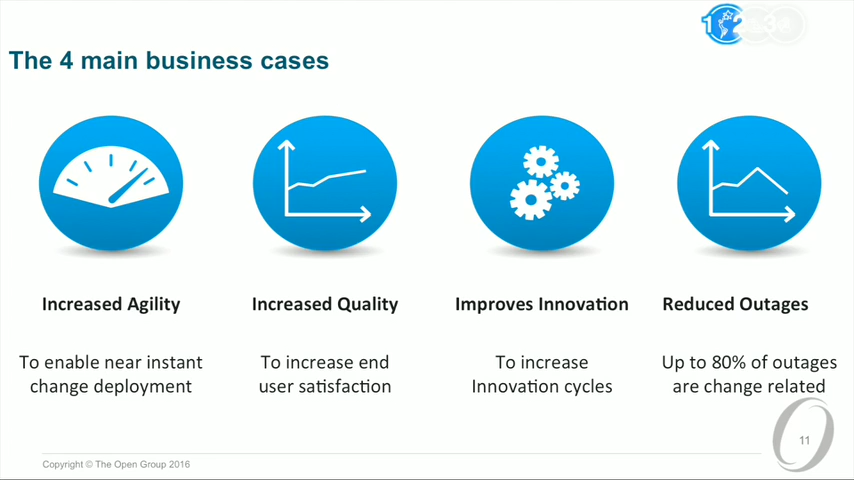 The 4 main business cases
Increased Agility
To enable near instant
change deployment
Increased Quality
To increase end
user satisfaction
Improves Innovation
To increase
Innovation cycles
Reduced Outages
Up to 80% of outages
are change related
Copyright © The Open Group 2016
11